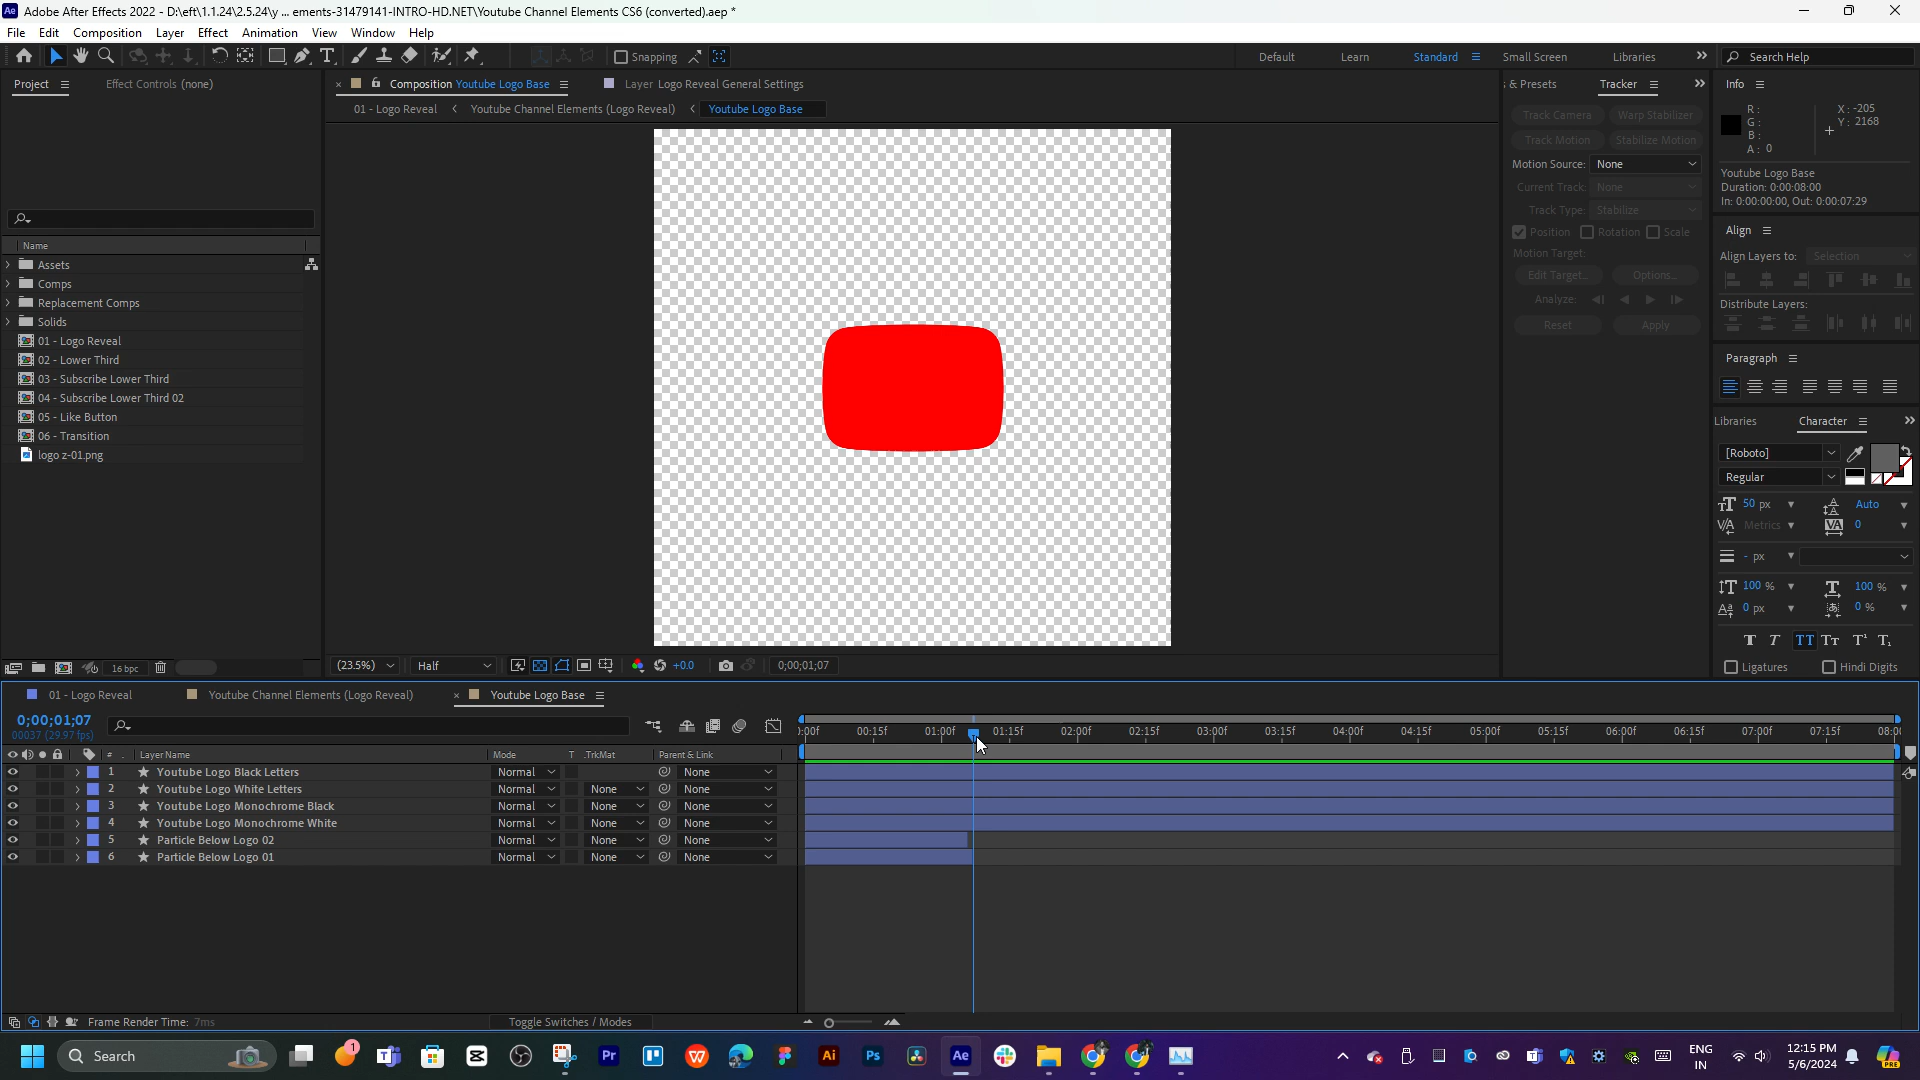 Adobe After Effects 2022 - D:\eft\1.1.24\2.5.24\y ... ements-31479141-INTRO-HD.NET\Youtube Channel Elements CS6 (converted).aep *
File Edit Composition Layer Effect Animation View Window Help
Snapping Default Learn Standard Small Screen Libraries Search Help
Project Effect Controls (none) Composition Youtube Logo Base Layer Logo Reveal General Settings & Presets Tracker Info
01 - Logo Reveal Youtube Channel Elements (Logo Reveal) Youtube Logo Base
Track Camera Warp Stabilizer
Track Motion Stabilize Motion
Motion Source: None
Current Track: None
Track Type: Stabilize
Position Rotation Scale
Motion Target:
Edit Target... Options...
Analyze:
Reset Apply
R: X: -205
G: Y: 2168
B:
A: 0
Youtube Logo Base
Duration: 0:00:08:00
In: 0:00:00:00, Out: 0:00:07:29
Align
Align Layers to: Selection
Distribute Layers:
Paragraph
Libraries Character
[Roboto]
Regular
50 px Auto
Metrics 0
- px
100 % 100 %
0 px 0 %
Ligatures Hindi Digits
Name
Assets
Comps
Replacement Comps
Solids
01 - Logo Reveal
02 - Lower Third
03 - Subscribe Lower Third
04 - Subscribe Lower Third 02
05 - Like Button
06 - Transition
logo z-01.png
16 bpc
(23.5%) Half +0.0 0;00;01;07
01 - Logo Reveal Youtube Channel Elements (Logo Reveal) Youtube Logo Base
0;00;01;07
00037 (29.97 fps)
:00f 00:15f 01:00f 01:15f 02:00f 02:15f 03:00f 03:15f 04:00f 04:15f 05:00f 05:15f 06:00f 06:15f 07:00f 07:15f 08:0
# Layer Name Mode T .TrkMat Parent & Link
1 Youtube Logo Black Letters Normal None
2 Youtube Logo White Letters Normal None None
3 Youtube Logo Monochrome Black Normal None None
4 Youtube Logo Monochrome White Normal None None
5 Particle Below Logo 02 Normal None None
6 Particle Below Logo 01 Normal None None
Frame Render Time: 7ms Toggle Switches / Modes
Search
ENG
IN
12:15 PM
5/6/2024